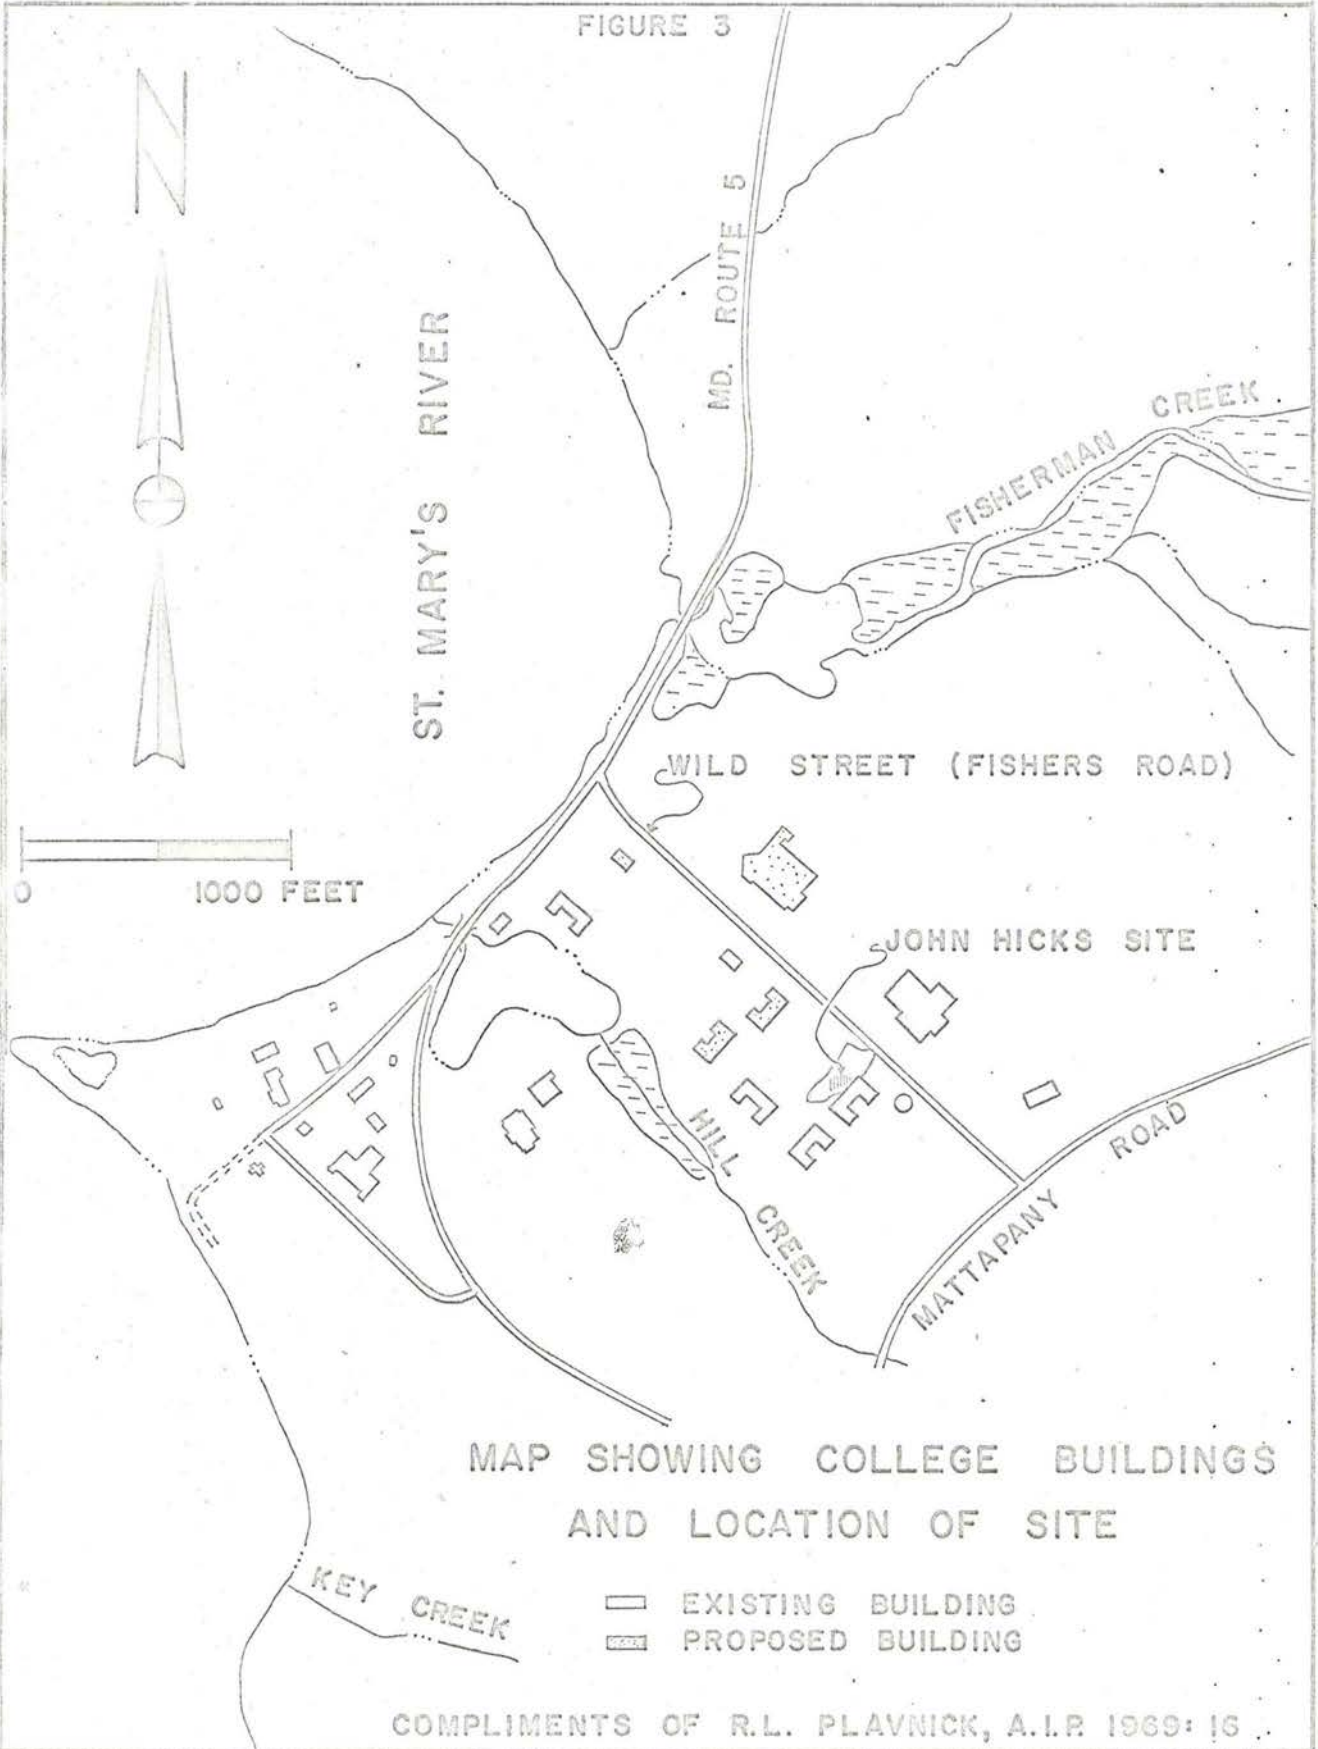 FIGURE 3
N
MD. ROUTE 5
ST. MARY'S RIVER
FISHERMAN CREEK
WILD STREET (FISHERS ROAD)
0 1000 FEET
JOHN HICKS SITE
HILL CREEK
MATTAPANY ROAD
MAP SHOWING COLLEGE BUILDINGS
AND LOCATION OF SITE
KEY CREEK
EXISTING BUILDING
PROPOSED BUILDING
COMPLIMENTS OF R.L. PLAVNICK, A.I.P. 1969: 16